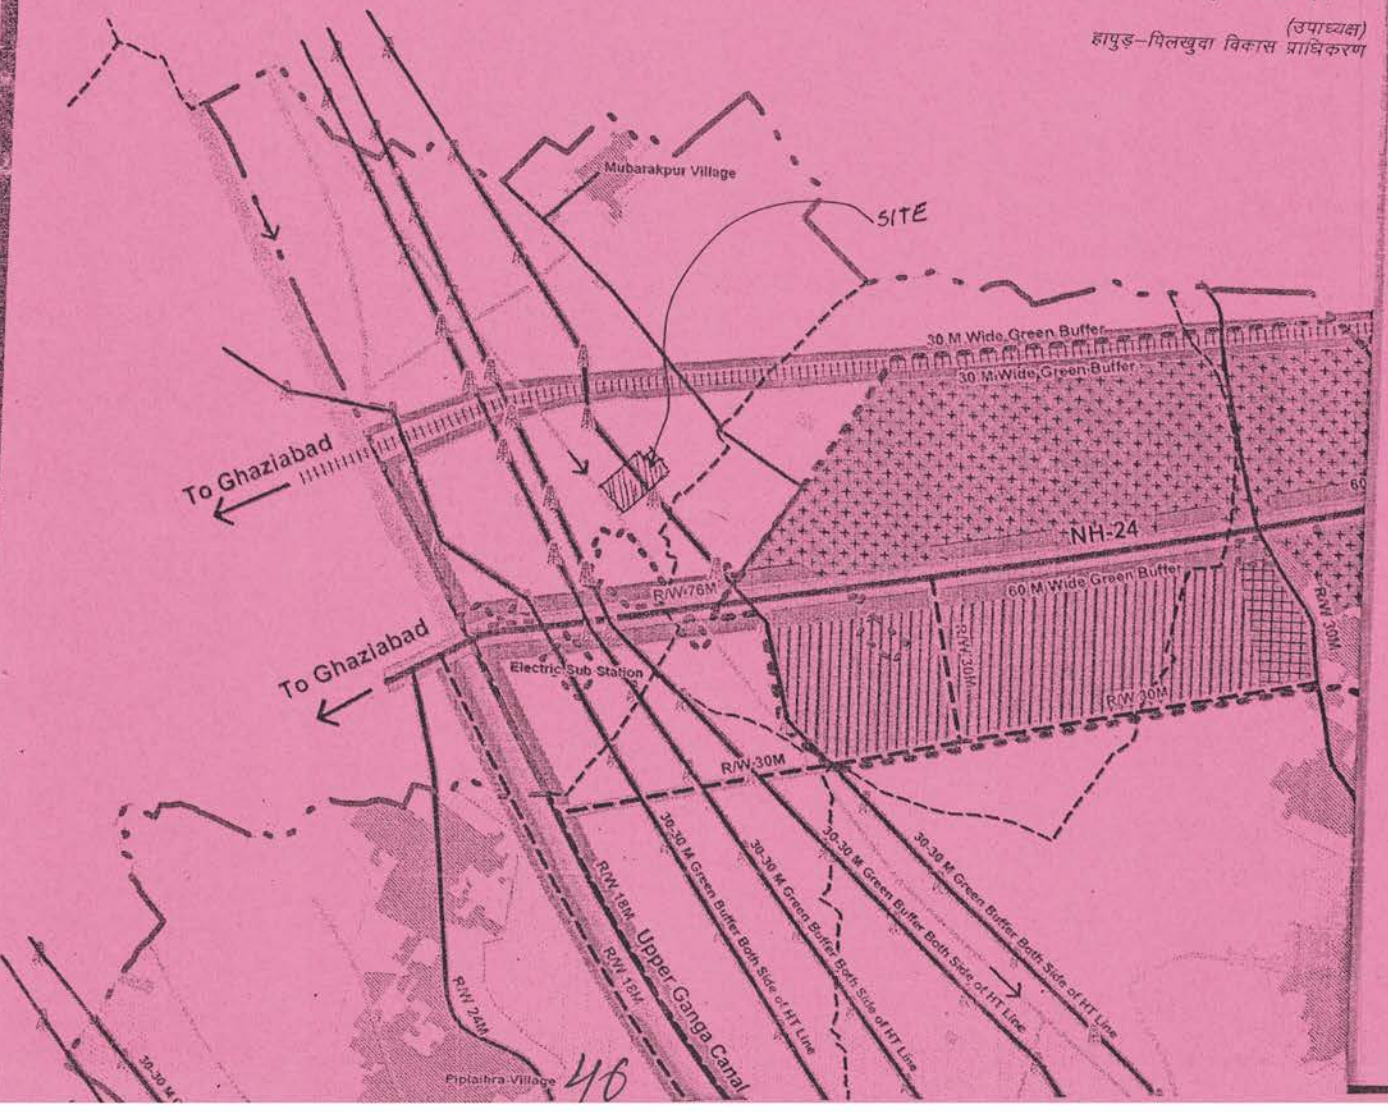 (उपाध्यक्ष)
हापुड़–पिलखुवा विकास प्राधिकरण
Mubarakpur Village
SITE
30 M Wide Green Buffer
30 M Wide Green Buffer
To Ghaziabad
60
NH-24
R/W 76M
60 M Wide Green Buffer
R/W 30M
R/W 30M
To Ghaziabad
Electric Sub Station
R/W 30M
R/W 30M
30-30 M Green Buffer Both Side of HT Line
30-30 M Green Buffer Both Side of HT Line
30-30 M Green Buffer Both Side of HT Line
30-30 M Green Buffer Both Side of HT Line
R/W 18M
R/W 18M
Upper Ganga Canal
R/W 24M
30-30 M G
Piplaihra Village
46